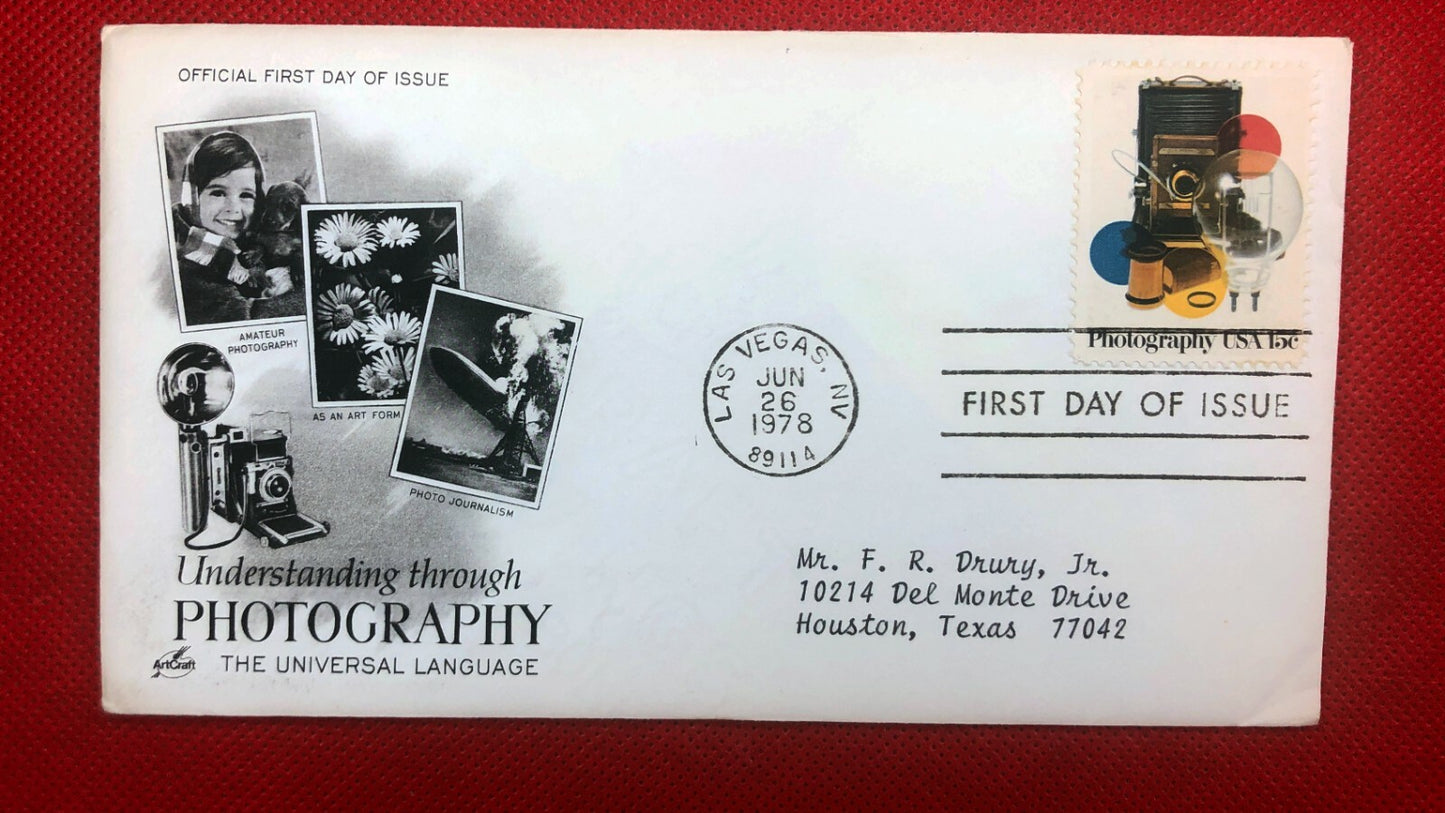 OFFICIAL FIRST DAY OF ISSUE
AMATEUR
PHOTOGRAPHY
AS AN ART FORM
PHOTO JOURNALISM
Understanding through
PHOTOGRAPHY
THE UNIVERSAL LANGUAGE
ArtCraft
LAS VEGAS, NV
JUN
26
1978
89114
Photography USA 15c
FIRST DAY OF ISSUE
Mr. F. R. Drury, Jr.
10214 Del Monte Drive
Houston, Texas 77042